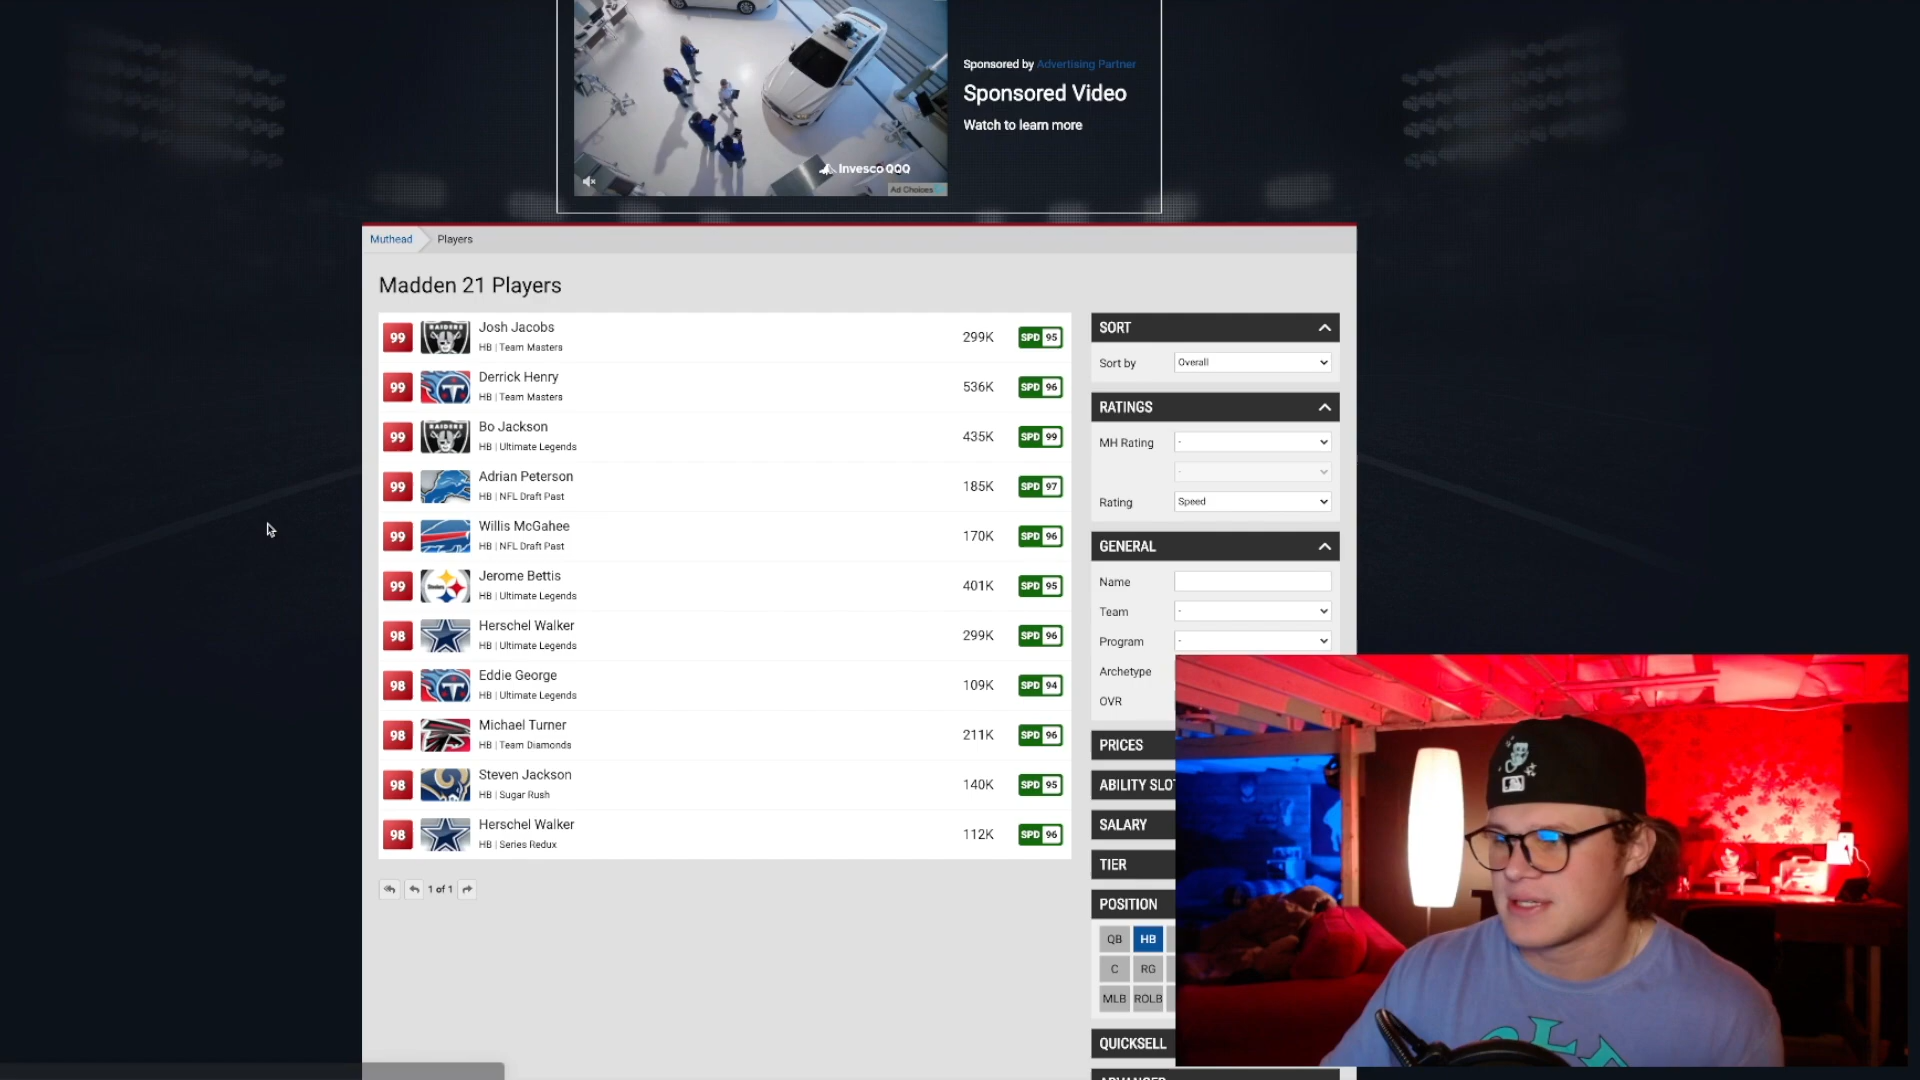 Sponsored by Advertising Partner
Sponsored Video
Watch to learn more
Invesco QQQ
Ad Choices
Muthead
Players
Madden 21 Players
99 RAIDERS Josh Jacobs 299K SPD 95
HB | Team Masters
99 Derrick Henry 536K SPD 96
HB | Team Masters
99 RAIDERS Bo Jackson 435K SPD 99
HB | Ultimate Legends
99 Adrian Peterson 185K SPD 97
HB | NFL Draft Past
99 Willis McGahee 170K SPD 96
HB | NFL Draft Past
99 Steelers Jerome Bettis 401K SPD 95
HB | Ultimate Legends
98 Herschel Walker 299K SPD 96
HB | Ultimate Legends
98 Eddie George 109K SPD 94
HB | Ultimate Legends
98 Michael Turner 211K SPD 96
HB | Team Diamonds
98 Steven Jackson 140K SPD 95
HB | Sugar Rush
98 Herschel Walker 112K SPD 96
HB | Series Redux
1 of 1
SORT
Sort by Overall
RATINGS
MH Rating -
-
Rating Speed
GENERAL
Name
Team -
Program -
Archetype
OVR
PRICES
ABILITY SLOT
SALARY
TIER
POSITION
QB HB
C RG
MLB ROLB
QUICKSELL
ADVANCED